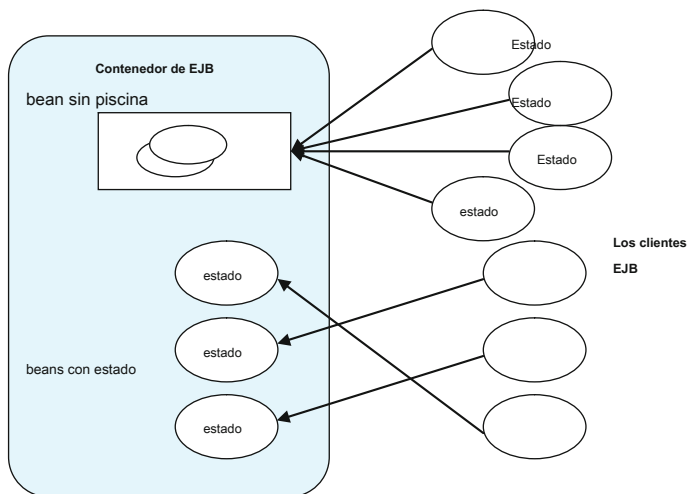 Contenedor de EJB
bean sin piscina
Estado
Estado
Estado
estado
Los clientes
EJB
estado
estado
beans con estado
estado